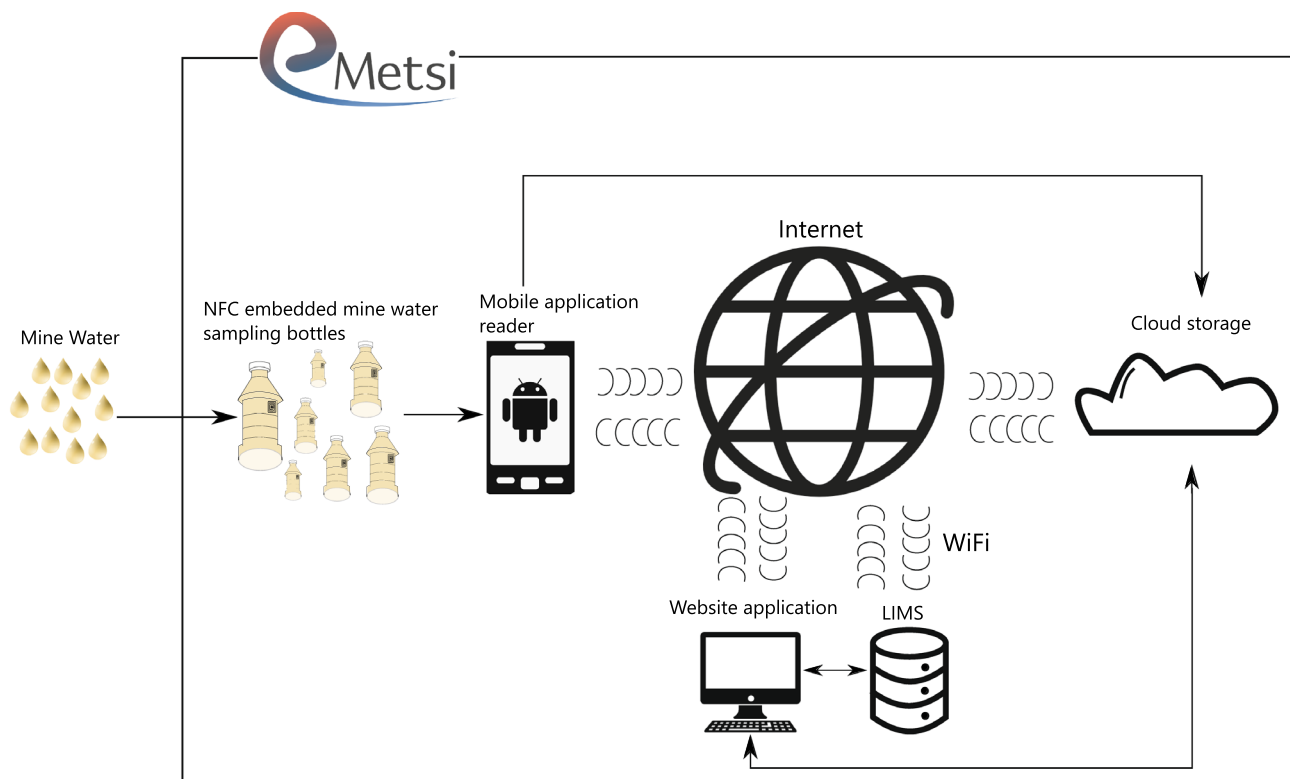 eMetsi
Internet
NFC embedded mine water
sampling bottles
Mobile application
reader
Cloud storage
Mine Water
WiFi
Website application
LIMS